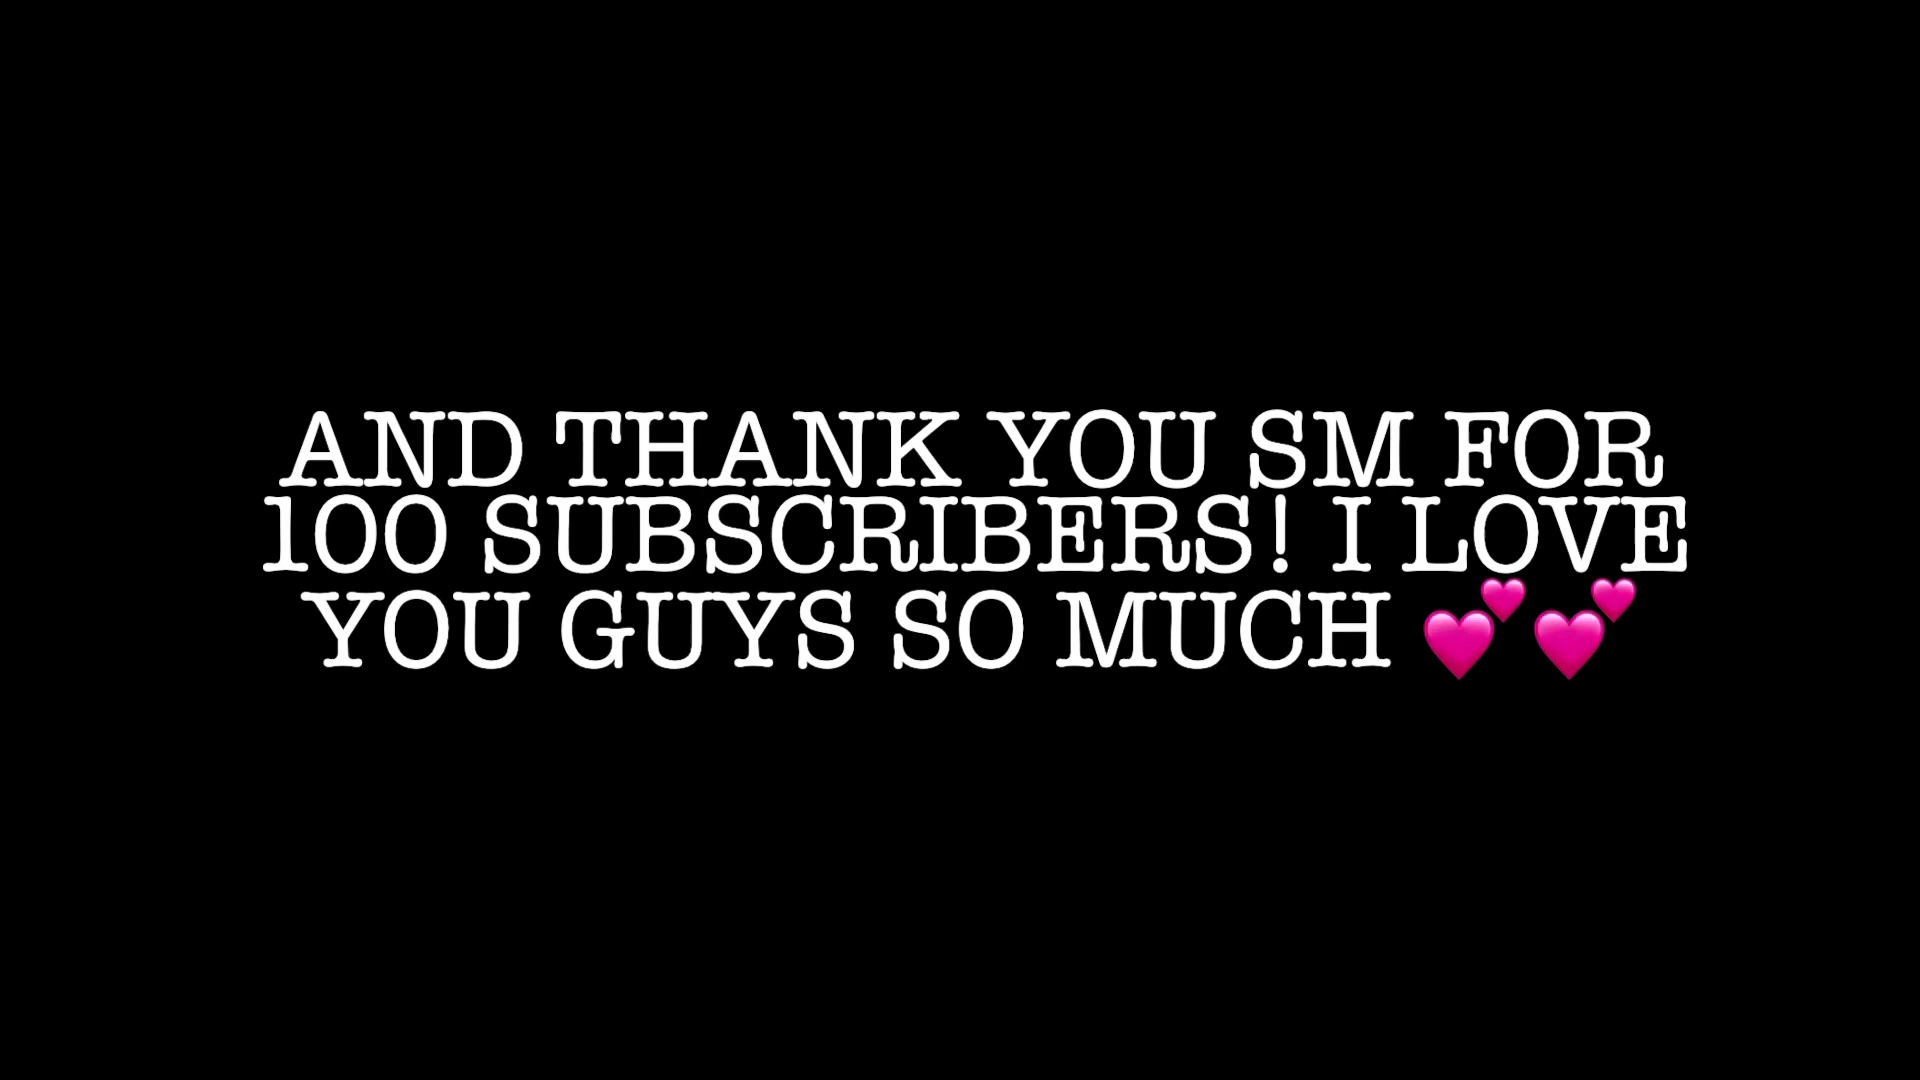 AND THANK YOU SM FOR
100 SUBSCRIBERS! I LOVE
YOU GUYS SO MUCH 💕💕